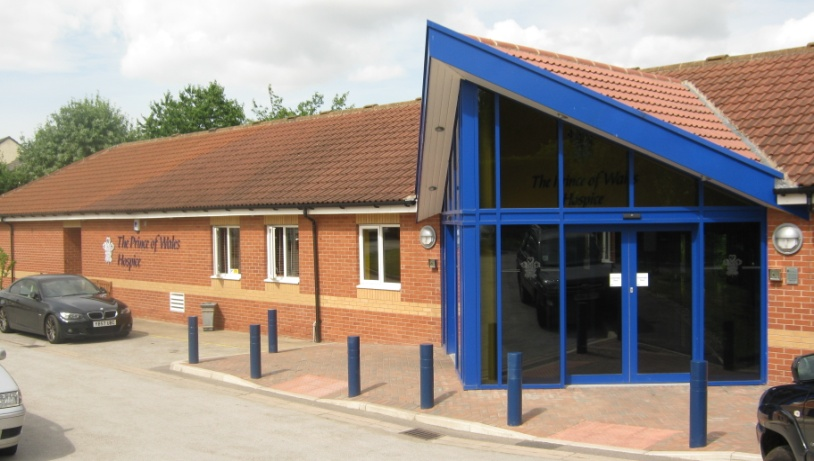 The Prince of Wales
Hospice
The Prince of Wales
Hospice